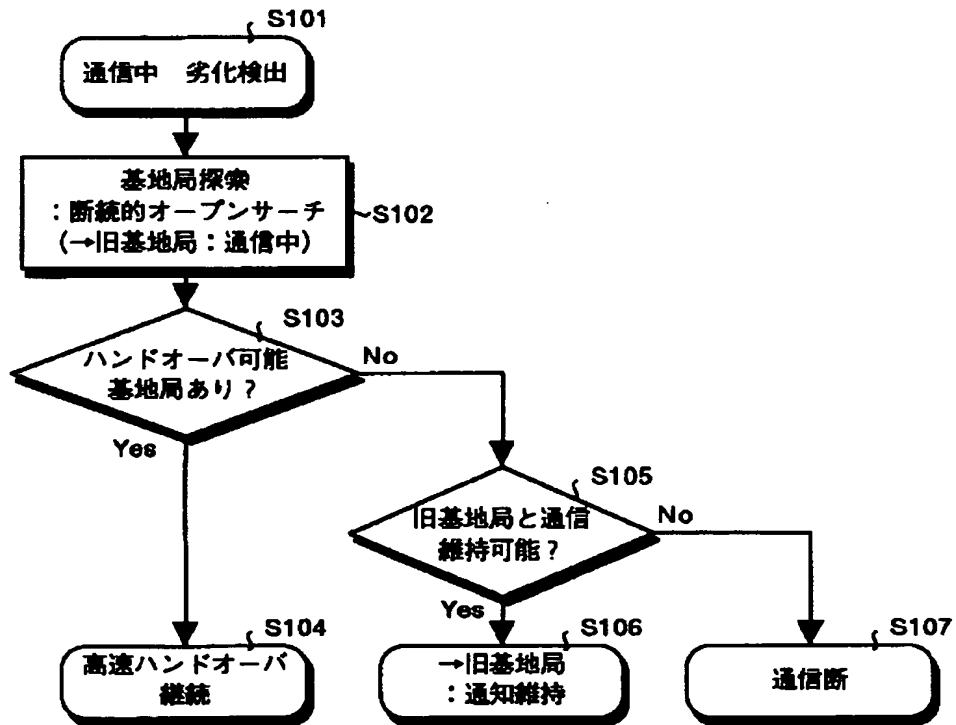 S101
通信中 劣化検出
基地局探索
:断続的オープンサーチ
(→旧基地局:通信中)
S102
S103
ハンドオーバ可能
基地局あり?
No
Yes
S105
旧基地局と通信
維持可能?
No
Yes
S104
高速ハンドオーバ
継続
S106
→旧基地局
:通知維持
S107
通信断